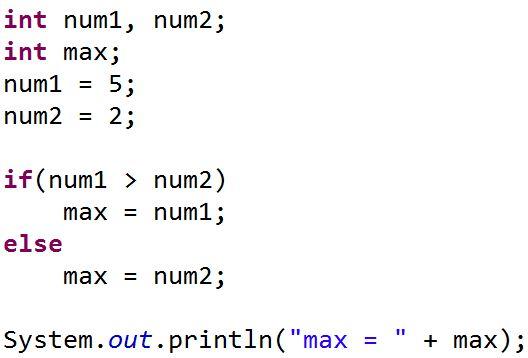 int num1, num2;
int max;
num1 = 5;
num2 = 2;

if(num1 > num2)
    max = num1;
else
    max = num2;

System.out.println("max = " + max);